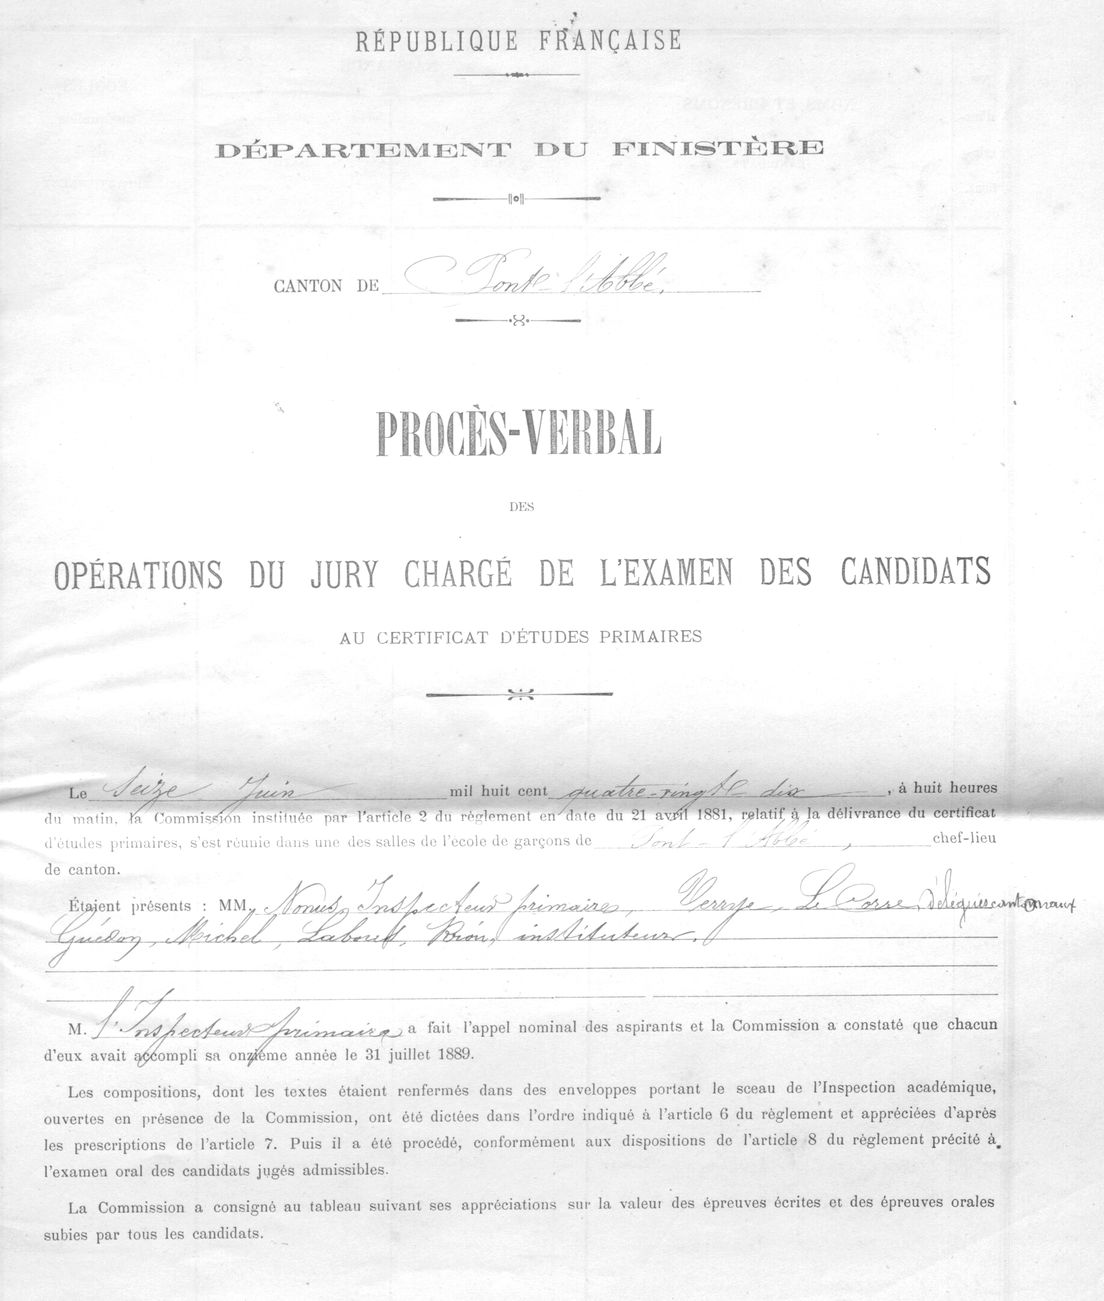 RÉPUBLIQUE FRANÇAISE
DÉPARTEMENT DU FINISTÈRE
CANTON DE Pont-l'Abbé.
PROCÈS-VERBAL
DES
OPÉRATIONS DU JURY CHARGÉ DE L'EXAMEN DES CANDIDATS
AU CERTIFICAT D'ÉTUDES PRIMAIRES
Le Seize Juin mil huit cent quatre-vingt-dix, à huit heures
du matin, la Commission instituée par l'article 2 du règlement en date du 21 avril 1881, relatif à la délivrance du certificat
d'études primaires, s'est réunie dans une des salles de l'école de garçons de Pont-l'Abbé, chef-lieu
de canton.
Étaient présents : MM. Nonus, Inspecteur primaire, Le Corre, délégués cantonaux
Guédon, Michel, Riou, instituteurs.
M. l'Inspecteur primaire a fait l'appel nominal des aspirants et la Commission a constaté que chacun
d'eux avait accompli sa onzième année le 31 juillet 1889.
Les compositions, dont les textes étaient renfermés dans des enveloppes portant le sceau de l'Inspection académique,
ouvertes en présence de la Commission, ont été dictées dans l'ordre indiqué à l'article 6 du règlement et appréciées d'après
les prescriptions de l'article 7. Puis il a été procédé, conformément aux dispositions de l'article 8 du règlement précité à
l'examen oral des candidats jugés admissibles.
La Commission a consigné au tableau suivant ses appréciations sur la valeur des épreuves écrites et des épreuves orales
subies par tous les candidats.